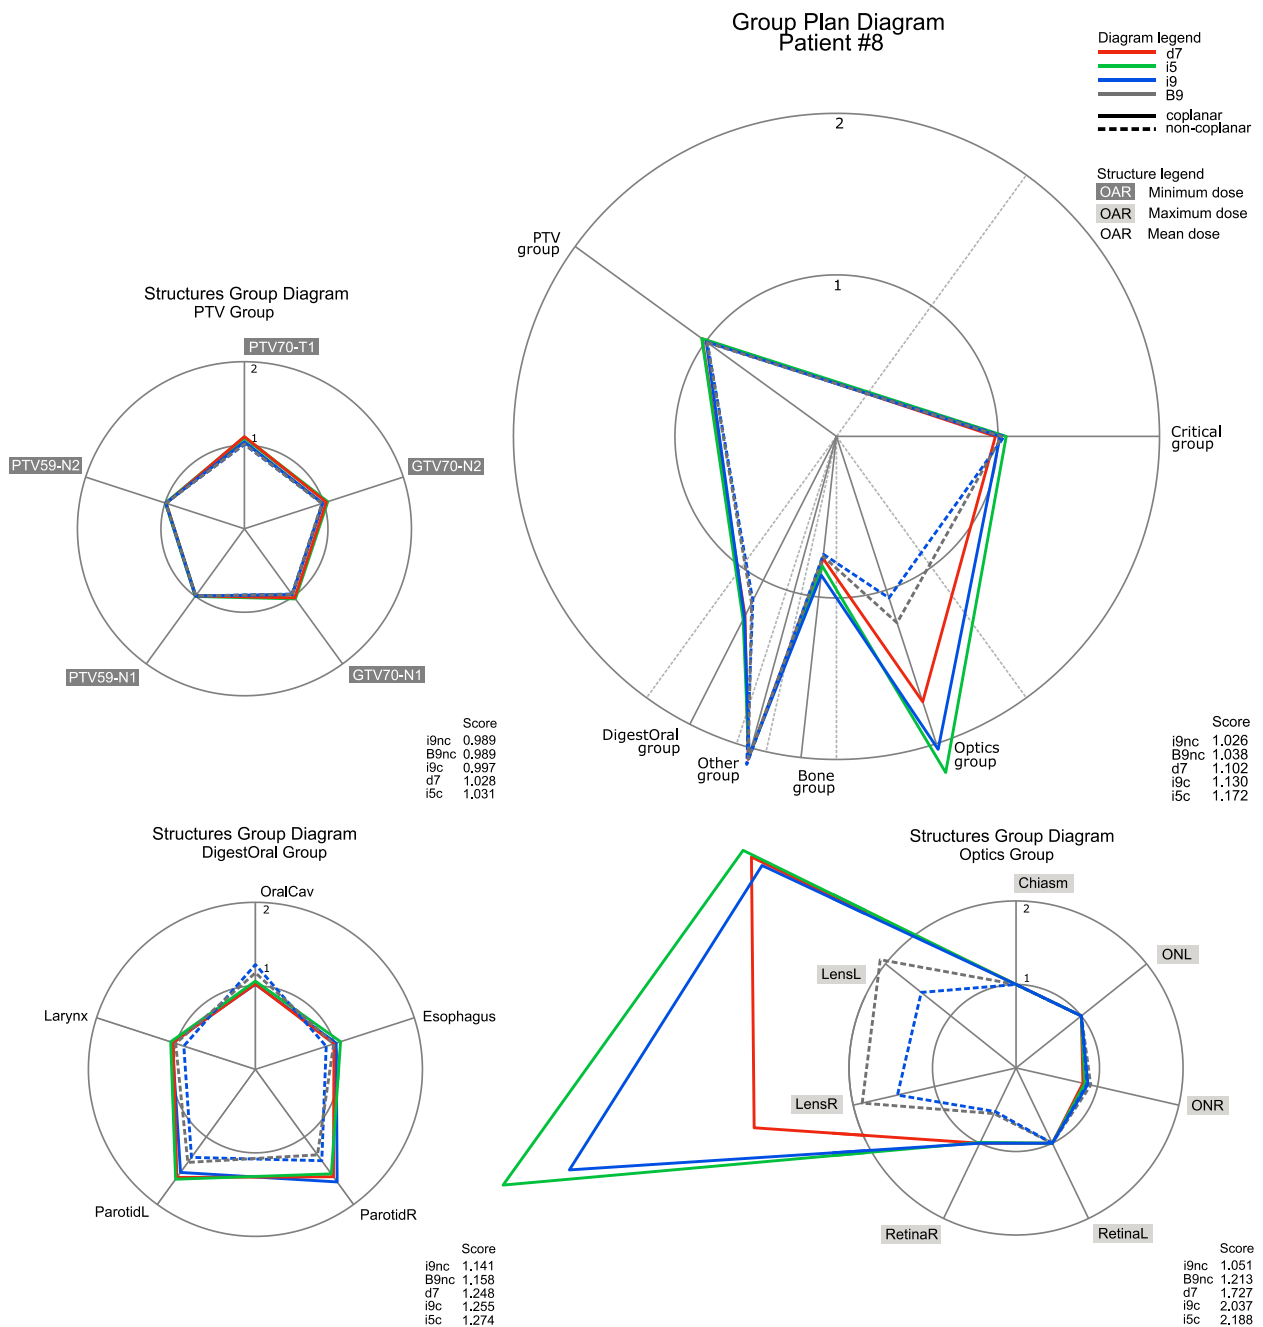 Group Plan Diagram
Patient #8
Diagram legend
d7
i5
i9
B9
coplanar
non-coplanar
Structure legend
OAR Minimum dose
OAR Maximum dose
OAR Mean dose
2
1
PTV
group
Critical
group
DigestOral
group
Other
group
Bone
group
Optics
group
Score
i9nc 1.026
B9nc 1.038
d7 1.102
i9c 1.130
i5c 1.172
Structures Group Diagram
PTV Group
PTV70-T1
2
1
PTV59-N2
GTV70-N2
PTV59-N1
GTV70-N1
Score
i9nc 0.989
B9nc 0.989
i9c 0.997
d7 1.028
i5c 1.031
Structures Group Diagram
DigestOral Group
OralCav
2
1
Larynx
Esophagus
ParotidL
ParotidR
Score
i9nc 1.141
B9nc 1.158
d7 1.248
i9c 1.255
i5c 1.274
Structures Group Diagram
Optics Group
Chiasm
2
1
LensL
ONL
LensR
ONR
RetinaR
RetinaL
Score
i9nc 1.051
B9nc 1.213
d7 1.727
i9c 2.037
i5c 2.188